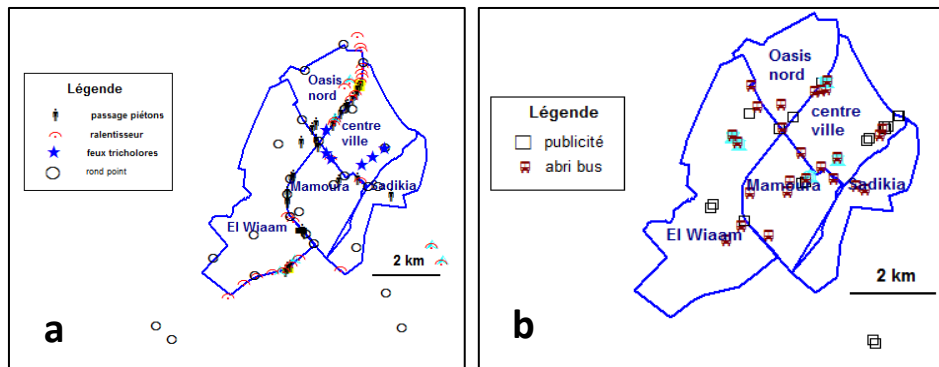 Légende
passage piétons
ralentisseur
feux tricholores
rond point
Oasis
nord
centre
ville
Mamoura
Sadikia
El Wiaam
2 km
a
Légende
publicité
abri bus
Oasis
nord
centre
ville
Mamoura
Sadikia
El Wiaam
2 km
b